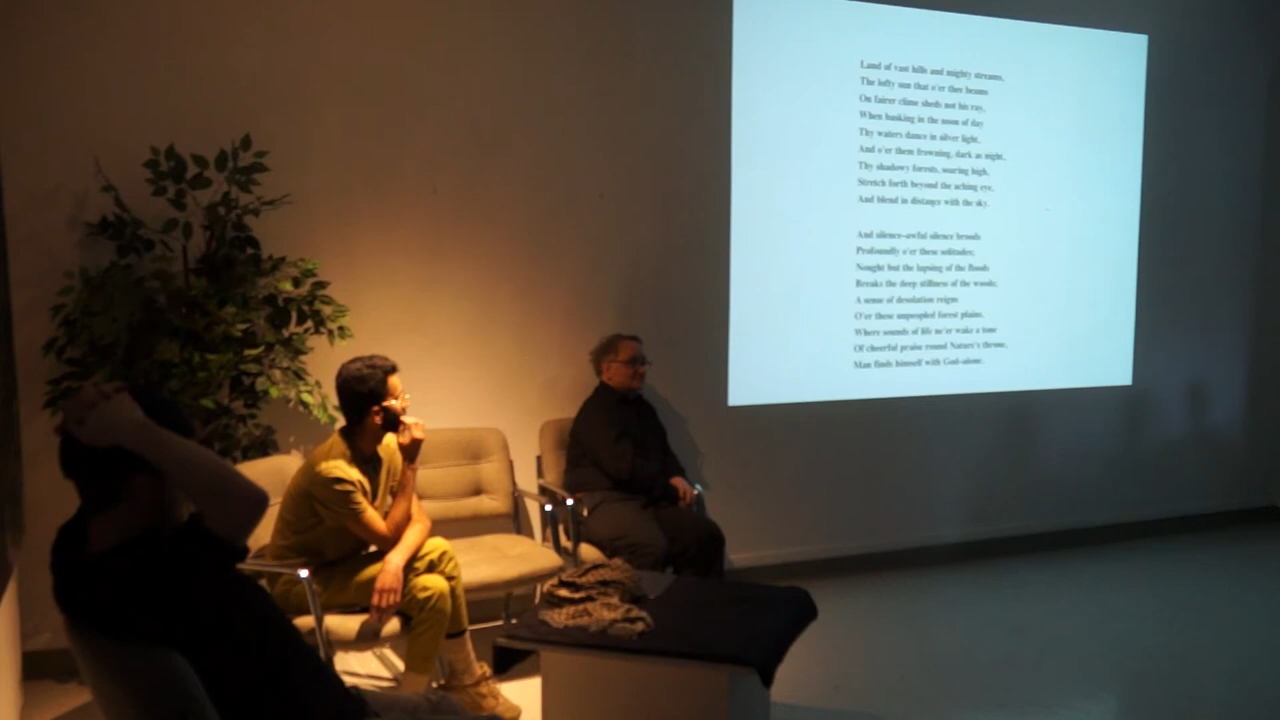 Land of vast hills and mighty streams,
The lofty sun that o'er thee beams
On fairer clime sheds not his ray,
When basking in the noon of day
Thy waters dance in silver light,
And o'er them frowning, dark as night,
Thy shadowy forests, soaring high,
Stretch forth beyond the aching eye,
And blend in distance with the sky.
And silence–awful silence broods
Profoundly o'er these solitudes;
Nought but the lapsing of the floods
Breaks the deep stillness of the woods;
A sense of desolation reigns
O'er these unpeopled forest plains,
Where sounds of life ne'er wake a tone
Of cheerful praise round Nature's throne,
Man finds himself with God–alone.